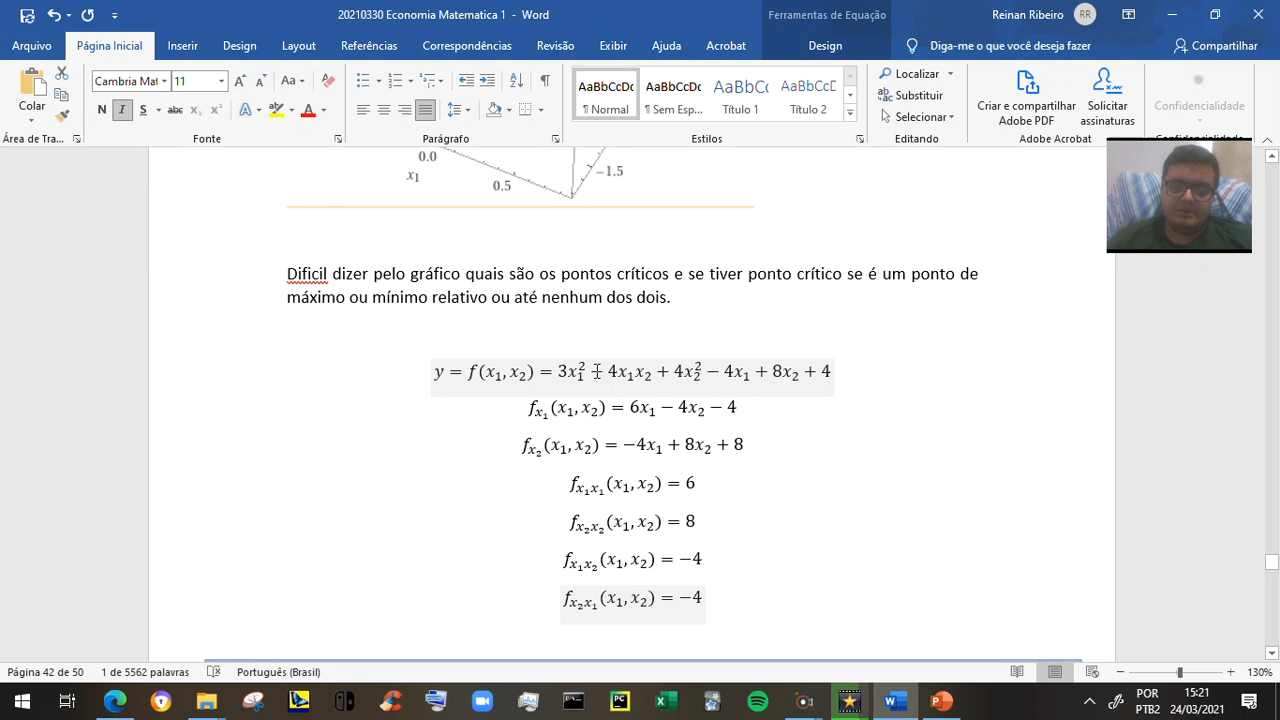 20210330 Economia Matematica 1 - Word
Ferramentas de Equação
Reinan Ribeiro RR
Arquivo Página Inicial Inserir Design Layout Referências Correspondências Revisão Exibir Ajuda Acrobat Design Diga-me o que você deseja fazer Compartilhar
Colar
Área de Tra...
Cambria Mat 11
N I S abc x₂ x²
Fonte
Parágrafo
AaBbCcDc AaBbCcDc AaBbC( AaBbCcD
¶ Normal ¶ Sem Esp... Título 1 Título 2
Estilos
Localizar
Substituir
Selecionar
Editando
Criar e compartilhar Adobe PDF
Solicitar assinaturas
Adobe Acrobat
Confidencialidade
Confidencialidade
0.0
x₁
0.5
−1.5
Dificil dizer pelo gráfico quais são os pontos críticos e se tiver ponto crítico se é um ponto de
máximo ou mínimo relativo ou até nenhum dos dois.
y = f(x₁, x₂) = 3x₁² − 4x₁x₂ + 4x₂² − 4x₁ + 8x₂ + 4
fₓ₁(x₁, x₂) = 6x₁ − 4x₂ − 4
fₓ₂(x₁, x₂) = −4x₁ + 8x₂ + 8
fₓ₁ₓ₁(x₁, x₂) = 6
fₓ₂ₓ₂(x₁, x₂) = 8
fₓ₁ₓ₂(x₁, x₂) = −4
fₓ₂ₓ₁(x₁, x₂) = −4
Página 42 de 50 1 de 5562 palavras Português (Brasil) 130%
POR
PTB2
15:21
24/03/2021